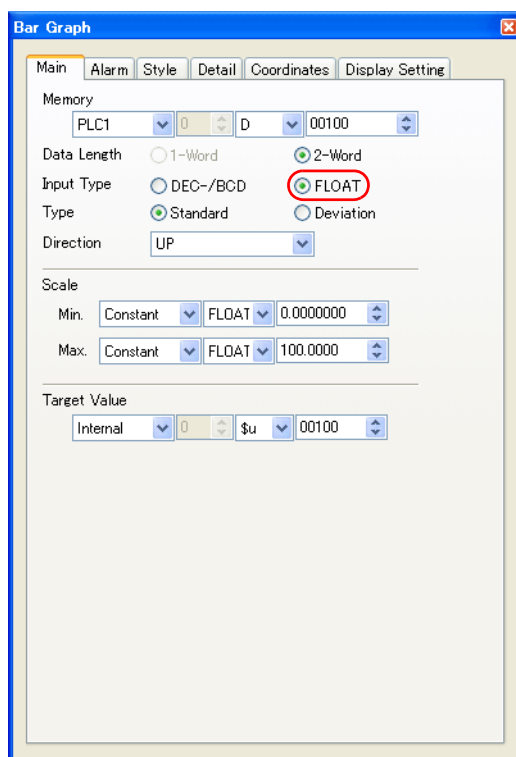 Bar Graph
Main Alarm Style Detail Coordinates Display Setting
Memory
PLC1 0 D 00100
Data Length 1-Word 2-Word
Input Type DEC-/BCD FLOAT
Type Standard Deviation
Direction UP
Scale
Min. Constant FLOAT 0.0000000
Max. Constant FLOAT 100.0000
Target Value
Internal 0 $u 00100